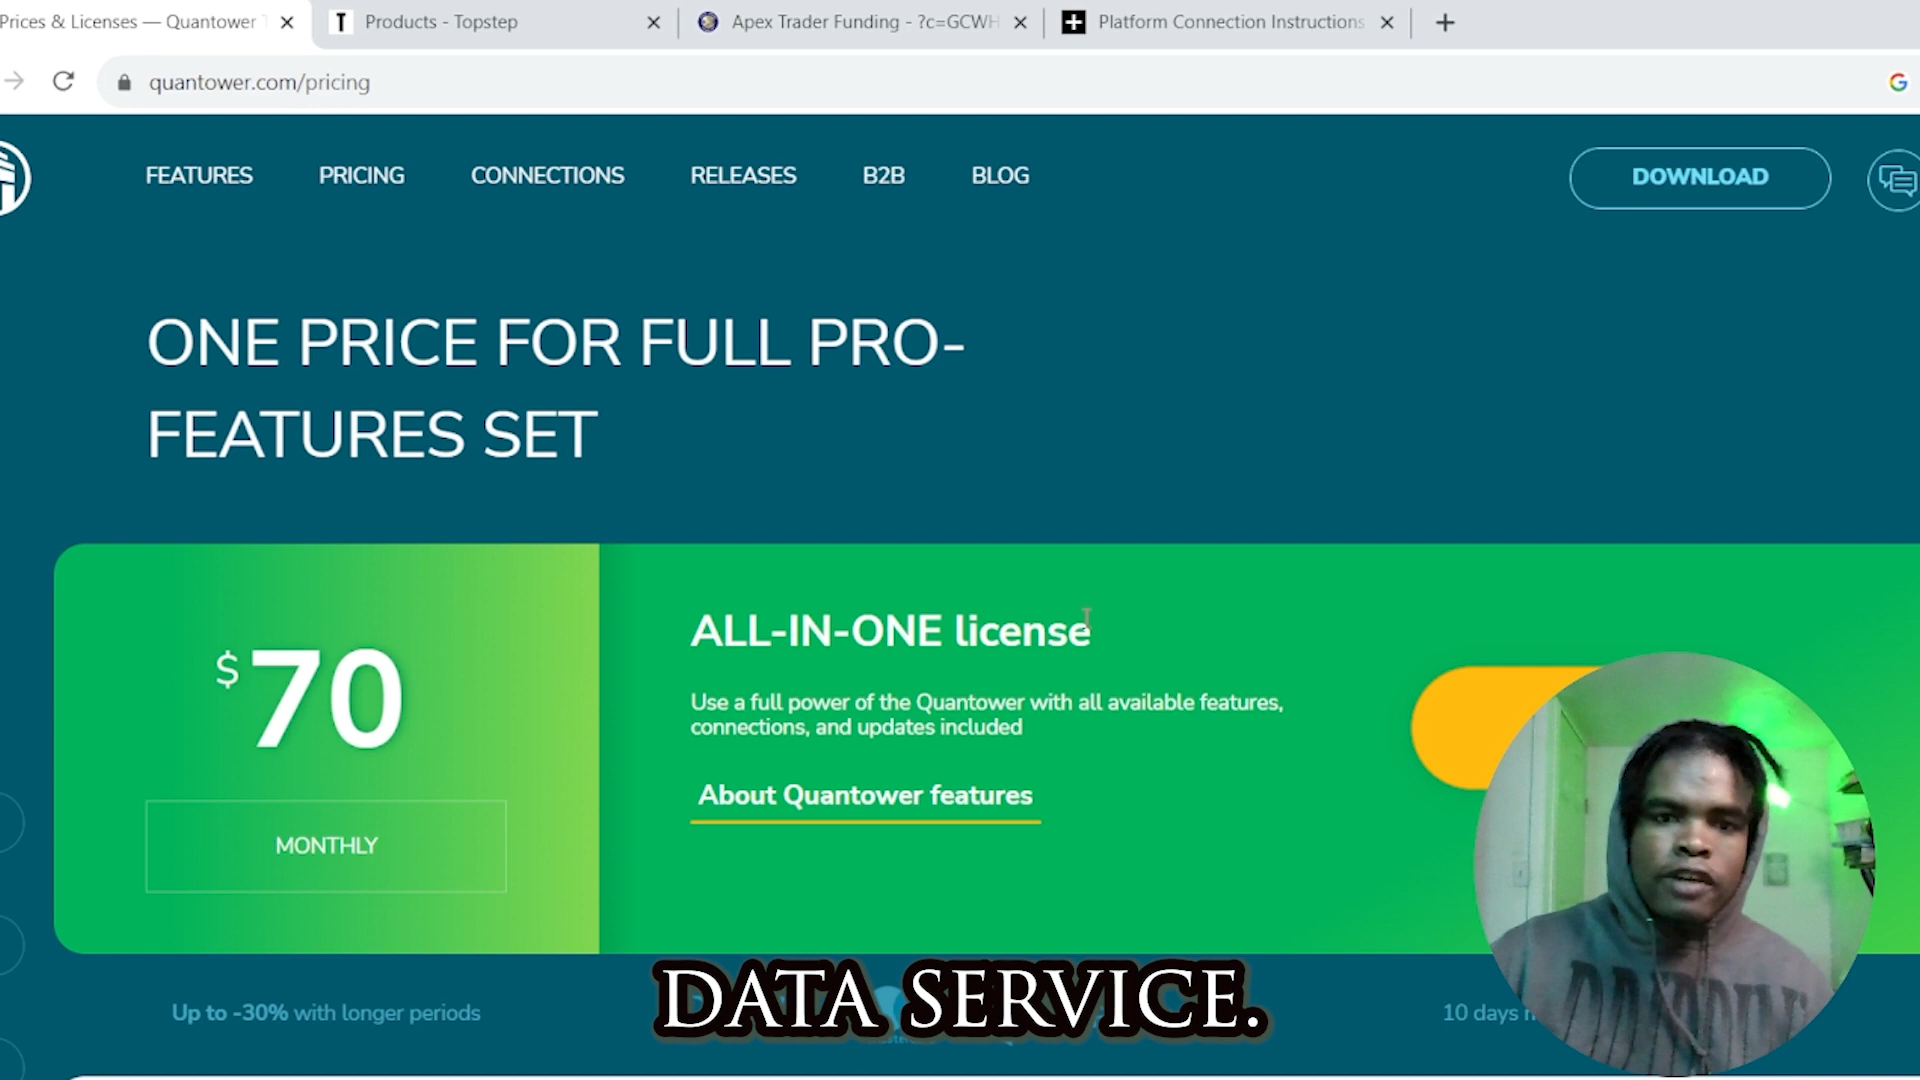 Prices & Licenses — Quantower
Products - Topstep
Apex Trader Funding - ?c=GCWH
Platform Connection Instructions
quantower.com/pricing
FEATURES
PRICING
CONNECTIONS
RELEASES
B2B
BLOG
DOWNLOAD
ONE PRICE FOR FULL PRO-
FEATURES SET
$70
MONTHLY
ALL-IN-ONE license
Use a full power of the Quantower with all available features,
connections, and updates included
About Quantower features
Up to -30% with longer periods
DATA SERVICE.
10 days